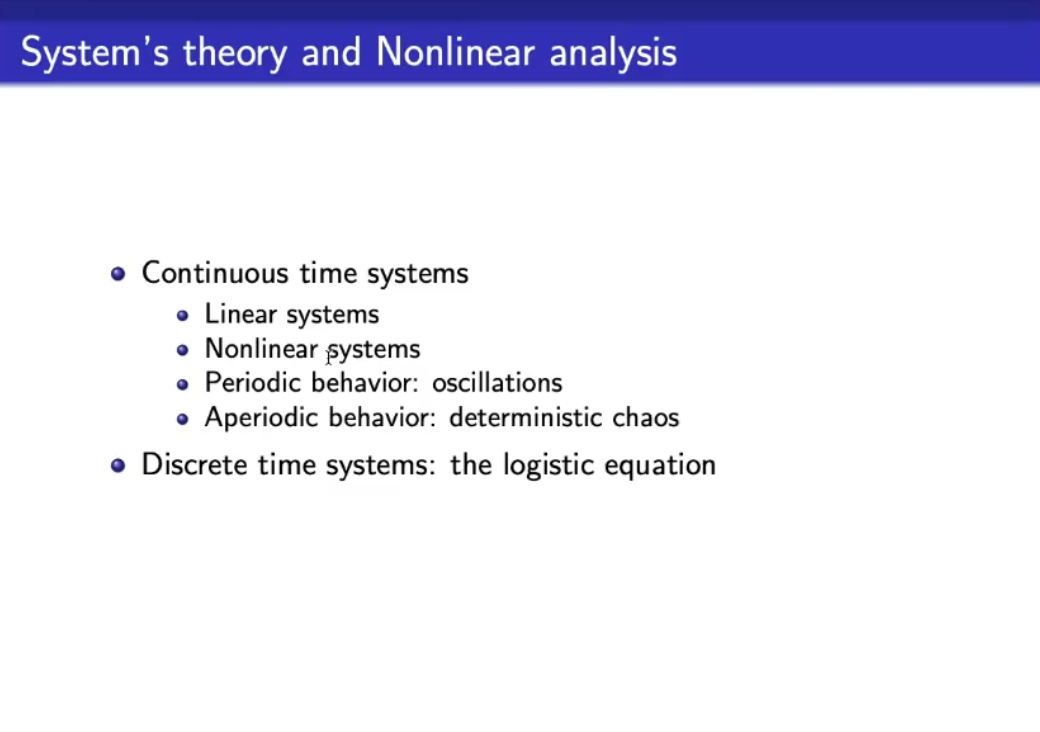 System's theory and Nonlinear analysis
Continuous time systems
Linear systems
Nonlinear systems
Periodic behavior: oscillations
Aperiodic behavior: deterministic chaos
Discrete time systems: the logistic equation